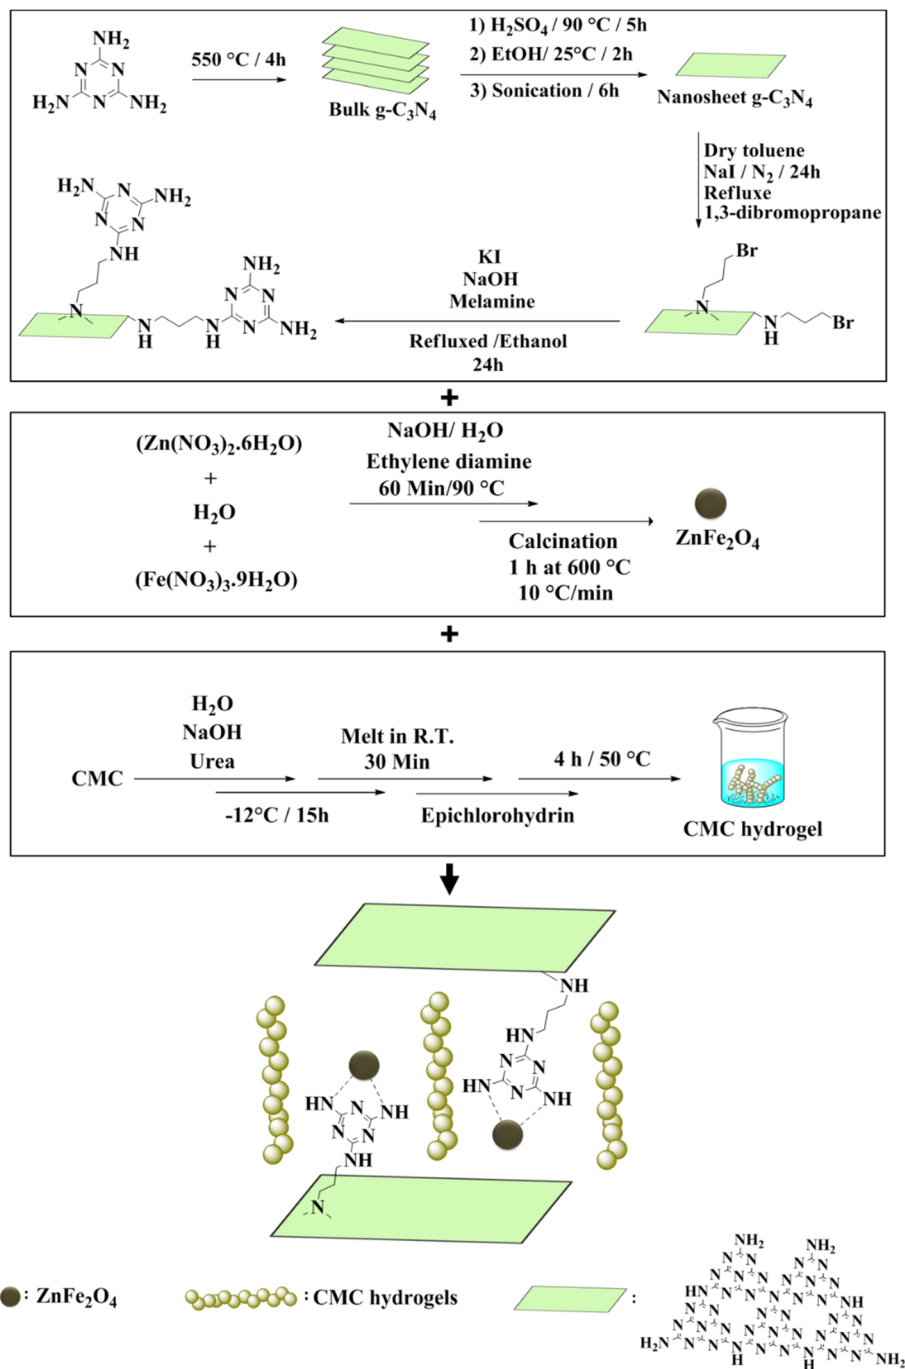 NH2
N N
N
H2N NH2
550 °C / 4h
Bulk g-C3N4
1) H2SO4 / 90 °C / 5h
2) EtOH/ 25°C / 2h
3) Sonication / 6h
Nanosheet g-C3N4
Dry toluene
NaI / N2 / 24h
Refluxe
1,3-dibromopropane
H2N N NH2
N N
NH
NH2
N N
N
N
H
N
H
N
NH2
KI
NaOH
Melamine
Refluxed /Ethanol
24h
Br
N
N
H
Br
+
(Zn(NO3)2.6H2O)
+
H2O
+
(Fe(NO3)3.9H2O)
NaOH/ H2O
Ethylene diamine
60 Min/90 °C
Calcination
1 h at 600 °C
10 °C/min
ZnFe2O4
+
CMC
H2O
NaOH
Urea
-12°C / 15h
Melt in R.T.
30 Min
Epichlorohydrin
4 h / 50 °C
CMC hydrogel
NH
HN
N N
HN N NH
HN N NH
N N
NH
N
: ZnFe2O4
: CMC hydrogels
:
NH2 NH2
HN NH
H2N NH2
N N
H H